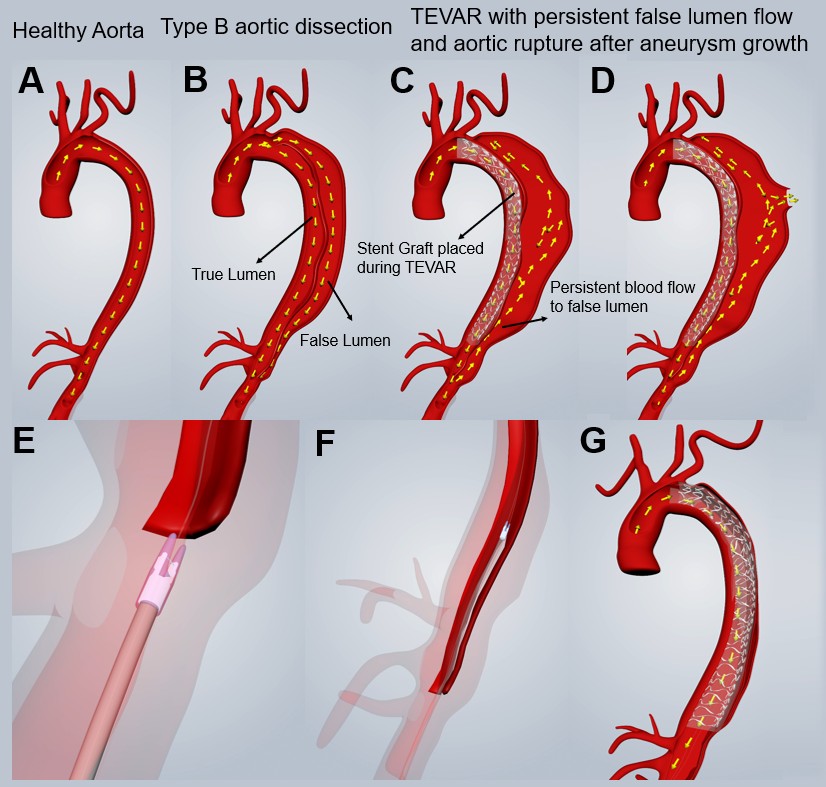 Healthy Aorta
Type B aortic dissection
TEVAR with persistent false lumen flow
and aortic rupture after aneurysm growth
A
B
C
D
True Lumen
False Lumen
Stent Graft placed
during TEVAR
Persistent blood flow
to false lumen
E
F
G